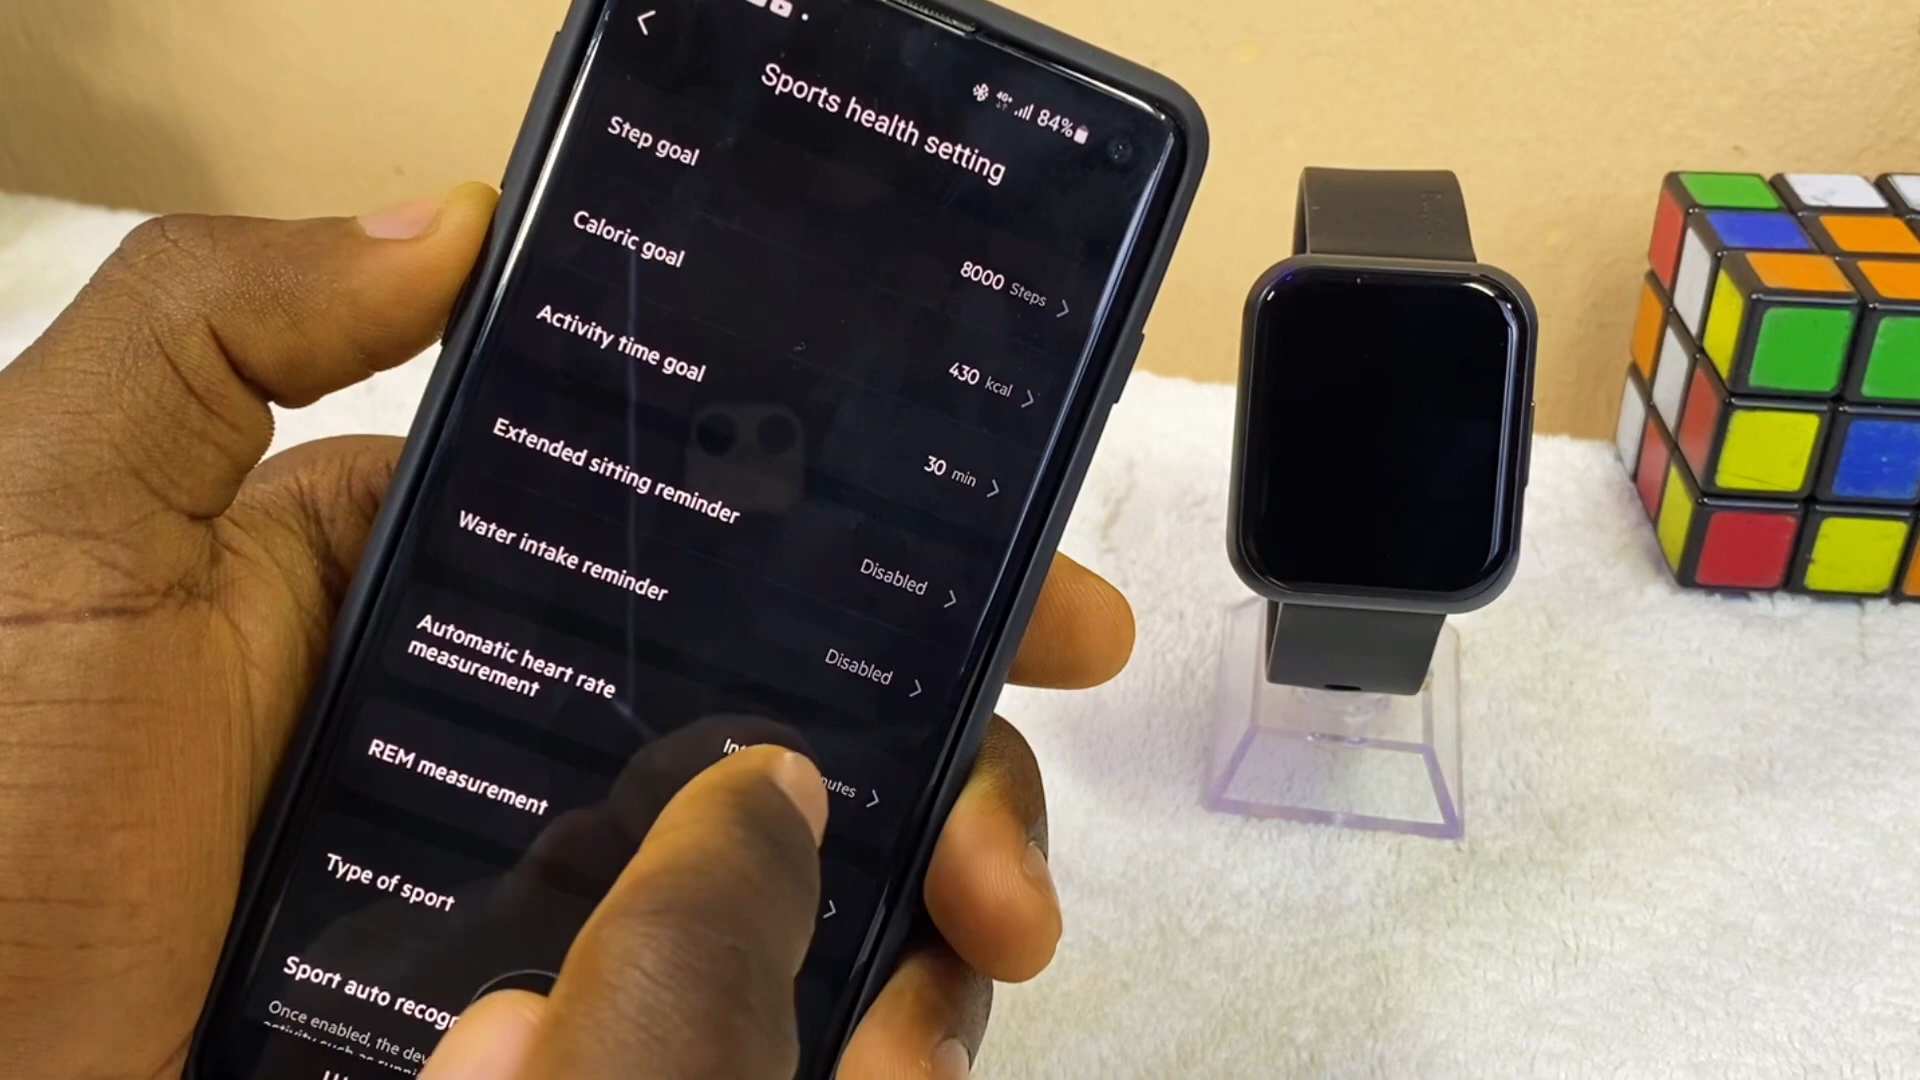 4G+
84%
Sports health setting
Step goal
8000 Steps
Caloric goal
430 kcal
Activity time goal
30 min
Extended sitting reminder
Disabled
Water intake reminder
Disabled
Automatic heart rate
measurement
REM measurement
Type of sport
Sport auto
Once enabled, the